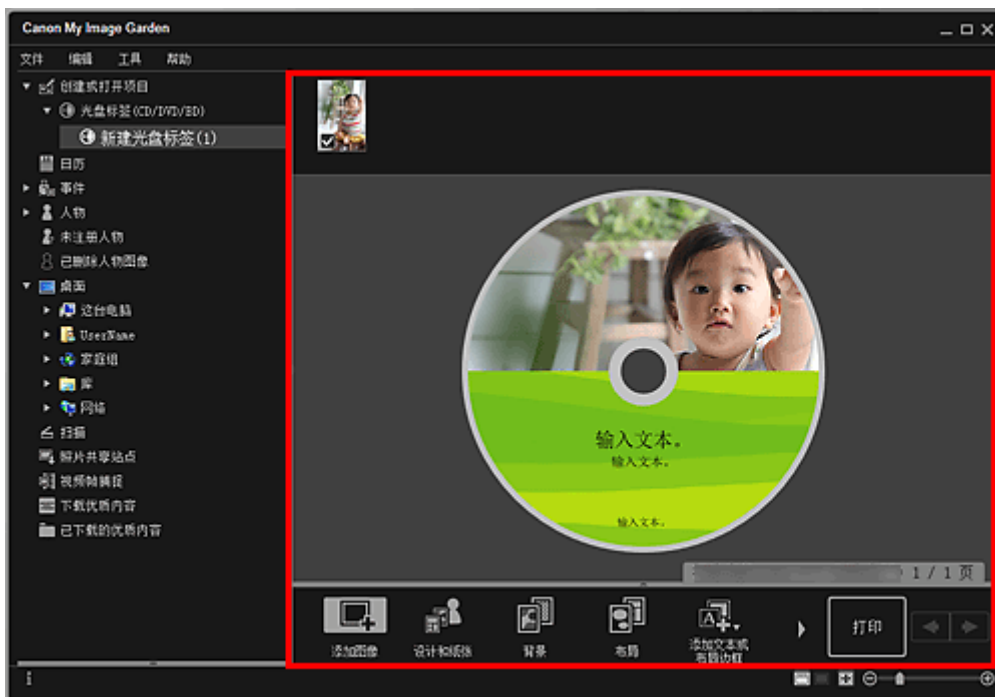 Canon My Image Garden
文件 编辑 工具 帮助
创建或打开项目
光盘标签(CD/DVD/BD)
新建光盘标签(1)
日历
事件
人物
未注册人物
已删除人物图像
桌面
这台电脑
UserName
家庭组
库
网络
扫描
照片共享站点
视频帧捕捉
下载优质内容
已下载的优质内容
输入文本。
输入文本。
输入文本。
1 / 1 页
添加图像
设计和纸张
背景
布局
添加文本或
布局边框
打印